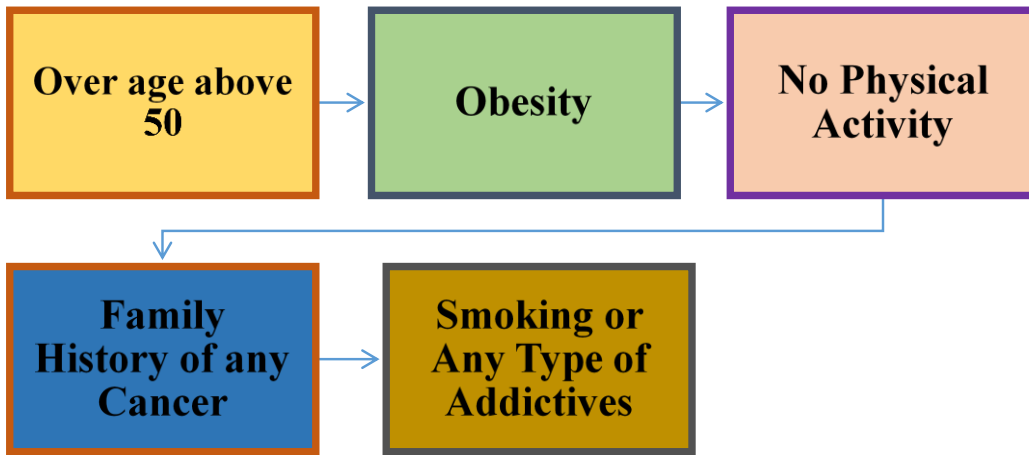 Over age above
50
Obesity
No Physical
Activity
Family
History of any
Cancer
Smoking or
Any Type of
Addictives